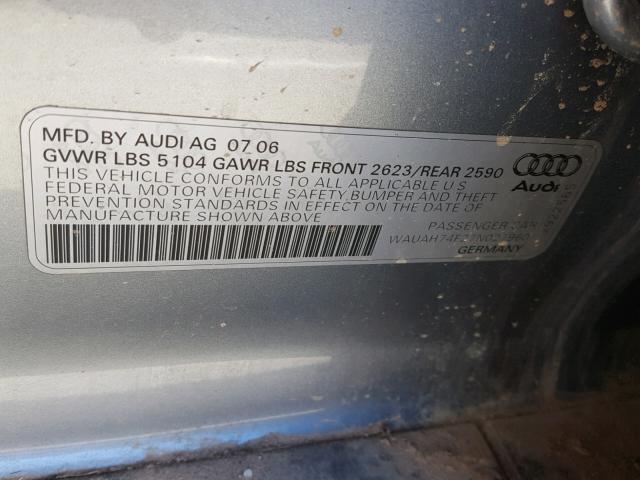 MFD. BY AUDI AG 07 06
GVWR LBS 5104 GAWR LBS FRONT 2623/REAR 2590
THIS VEHICLE CONFORMS TO ALL APPLICABLE U S
FEDERAL MOTOR VEHICLE SAFETY, BUMPER AND THEFT
PREVENTION STANDARDS IN EFFECT ON THE DATE OF
MANUFACTURE SHOWN ABOVE
Audi
PASSENGER CAR
GERMANY